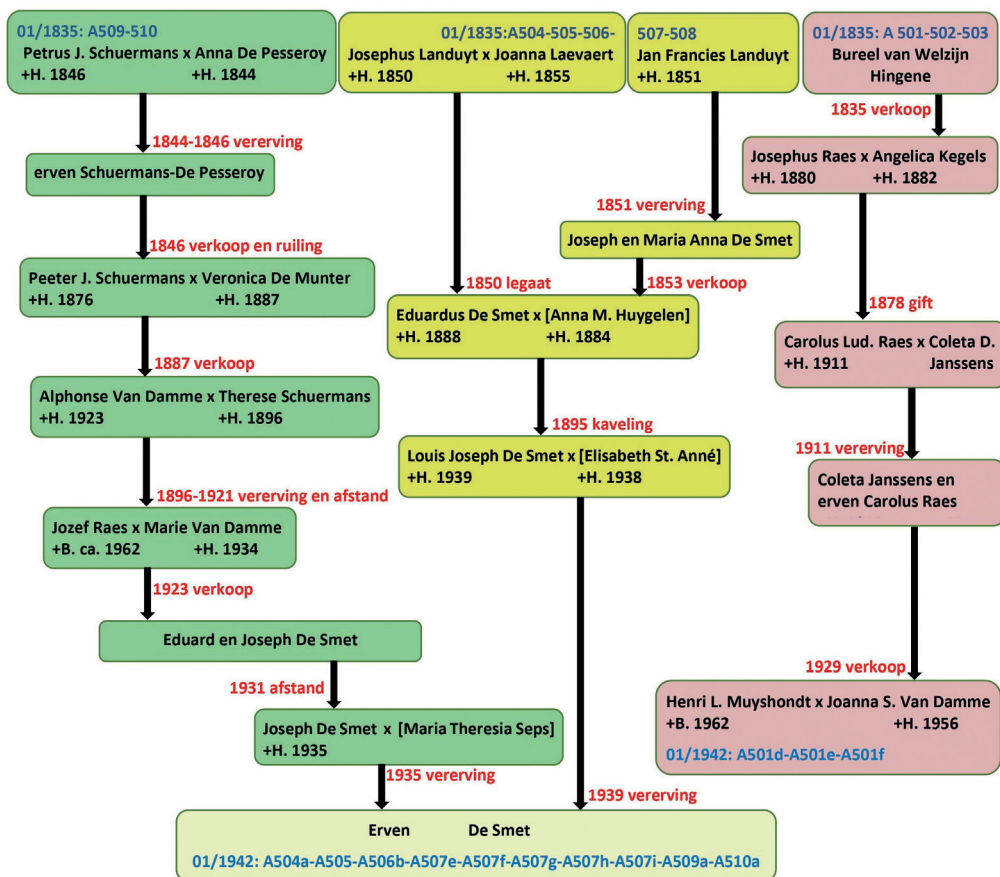 01/1835: A509-510
Petrus J. Schuermans x Anna De Pesseroy
+H. 1846 +H. 1844
1844-1846 vererving
erven Schuermans-De Pesseroy
1846 verkoop en ruiling
Peeter J. Schuermans x Veronica De Munter
+H. 1876 +H. 1887
1887 verkoop
Alphonse Van Damme x Therese Schuermans
+H. 1923 +H. 1896
1896-1921 vererving en afstand
Jozef Raes x Marie Van Damme
+B. ca. 1962 +H. 1934
1923 verkoop
Eduard en Joseph De Smet
1931 afstand
Joseph De Smet x [Maria Theresia Seps]
+H. 1935
1935 vererving
01/1835:A504-505-506-
Josephus Landuyt x Joanna Laevaert
+H. 1850 +H. 1855
1850 legaat
507-508
Jan Francies Landuyt
+H. 1851
1851 vererving
Joseph en Maria Anna De Smet
1853 verkoop
Eduardus De Smet x [Anna M. Huygelen]
+H. 1888 +H. 1884
1895 kaveling
Louis Joseph De Smet x [Elisabeth St. Anné]
+H. 1939 +H. 1938
1939 vererving
Erven De Smet
01/1942: A504a-A505-A506b-A507e-A507f-A507g-A507h-A507i-A509a-A510a
01/1835: A 501-502-503
Bureel van Welzijn
Hingene
1835 verkoop
Josephus Raes x Angelica Kegels
+H. 1880 +H. 1882
1878 gift
Carolus Lud. Raes x Coleta D.
+H. 1911 Janssens
1911 vererving
Coleta Janssens en
erven Carolus Raes
1929 verkoop
Henri L. Muyshondt x Joanna S. Van Damme
+B. 1962 +H. 1956
01/1942: A501d-A501e-A501f